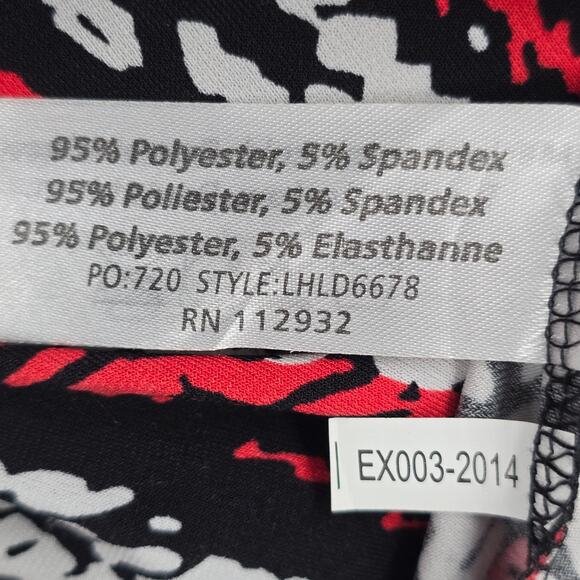 95% Polyester, 5% Spandex
95% Poliester, 5% Spandex
95% Polyester, 5% Elasthanne
PO:720 STYLE:LHLD6678
RN 112932
EX003-2014